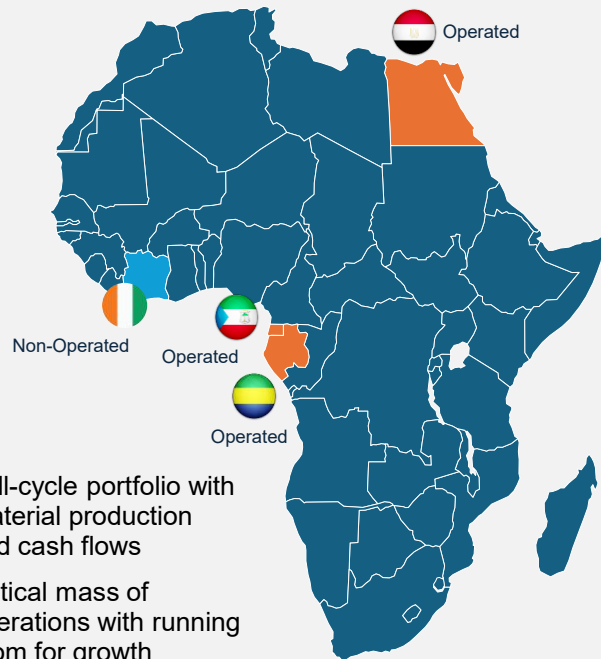 Operated
Non-Operated
Operated
Operated
ll-cycle portfolio with
aterial production
d cash flows
tical mass of
erations with running
om for growth